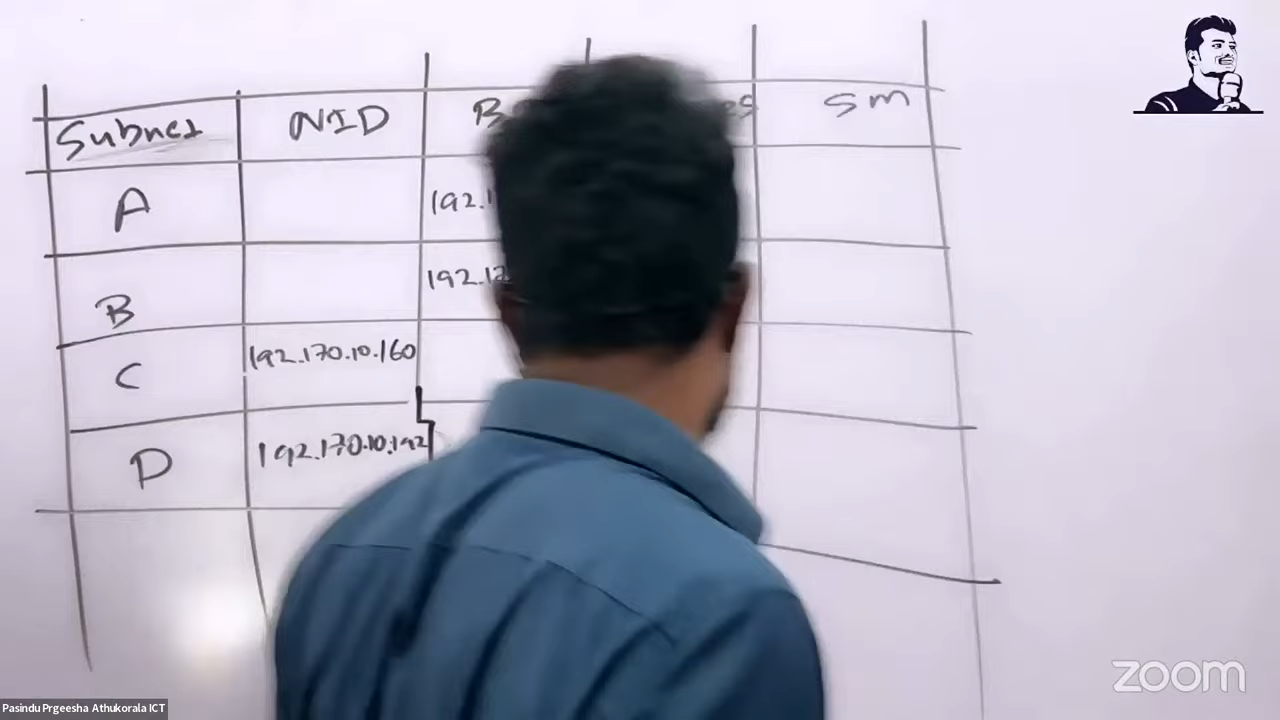 Subnet NID SM
A 192.1
B 192.17
C 192.170.10.160
D 192.170.10.192
zoom
Pasindu Prgeesha Athukorala ICT